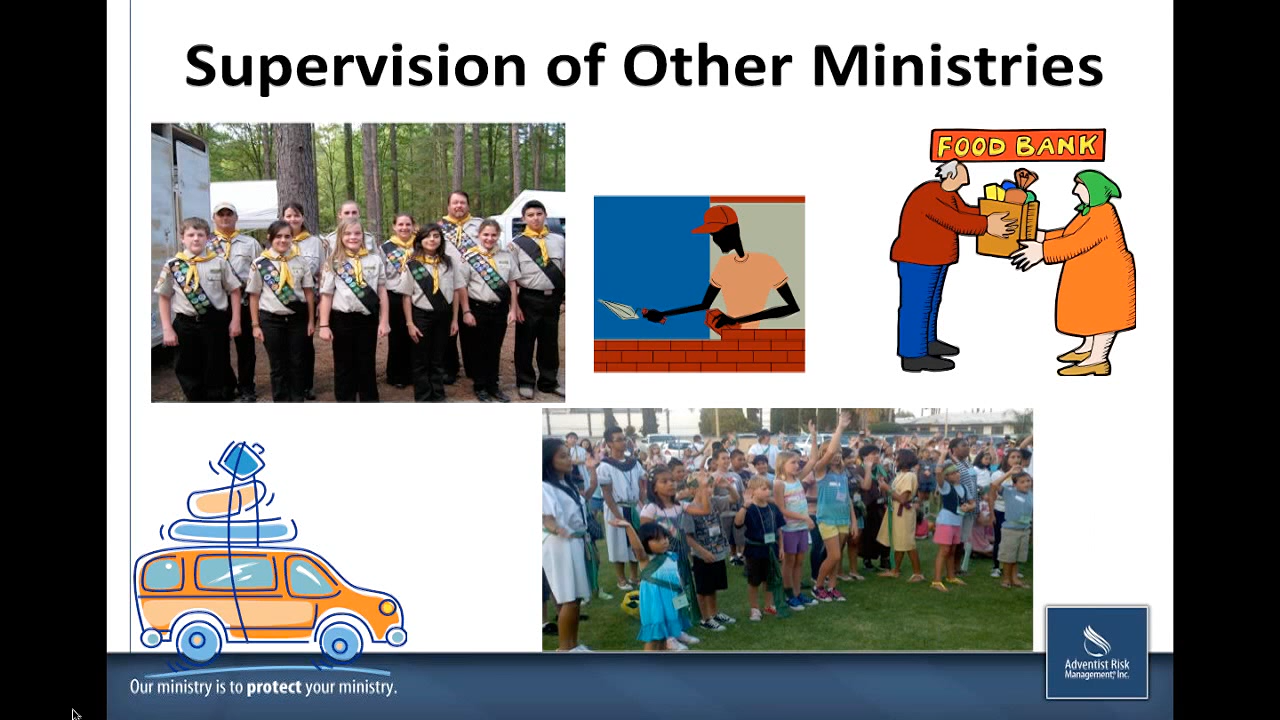 Supervision of Other Ministries
FOOD BANK
Our ministry is to protect your ministry.
Adventist Risk
Management, Inc.